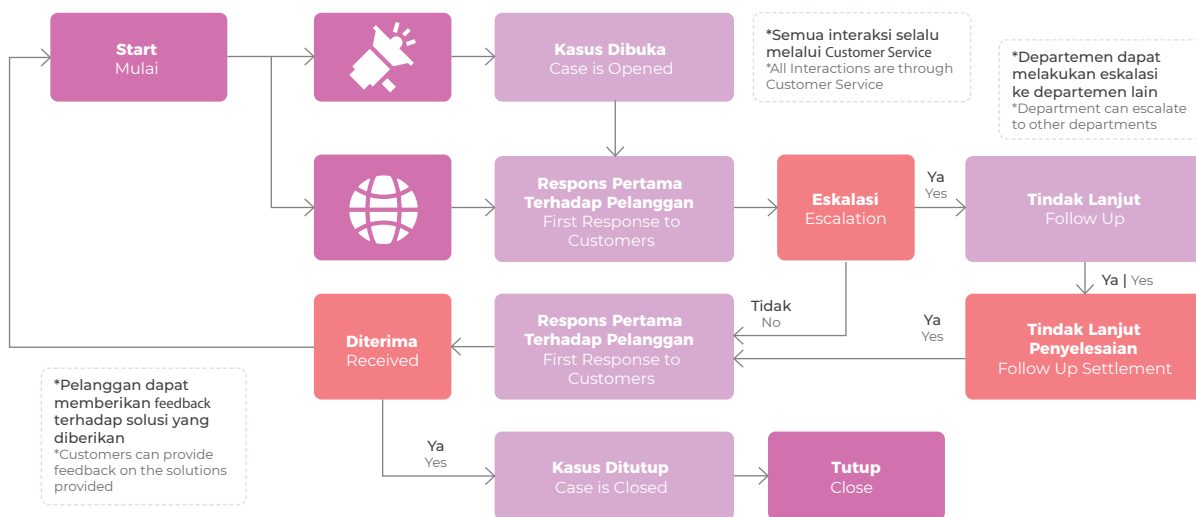 Start
Mulai
Kasus Dibuka
Case is Opened
*Semua interaksi selalu
melalui Customer Service
*All Interactions are through
Customer Service
*Departemen dapat
melakukan eskalasi
ke departemen lain
*Department can escalate
to other departments
Respons Pertama
Terhadap Pelanggan
First Response to
Customers
Eskalasi
Escalation
Ya
Yes
Tindak Lanjut
Follow Up
Ya | Yes
Tidak
No
Diterima
Received
Respons Pertama
Terhadap Pelanggan
First Response to
Customers
Ya
Yes
Tindak Lanjut
Penyelesaian
Follow Up Settlement
*Pelanggan dapat
memberikan feedback
terhadap solusi yang
diberikan
*Customers can provide
feedback on the solutions
provided
Ya
Yes
Kasus Ditutup
Case is Closed
Tutup
Close